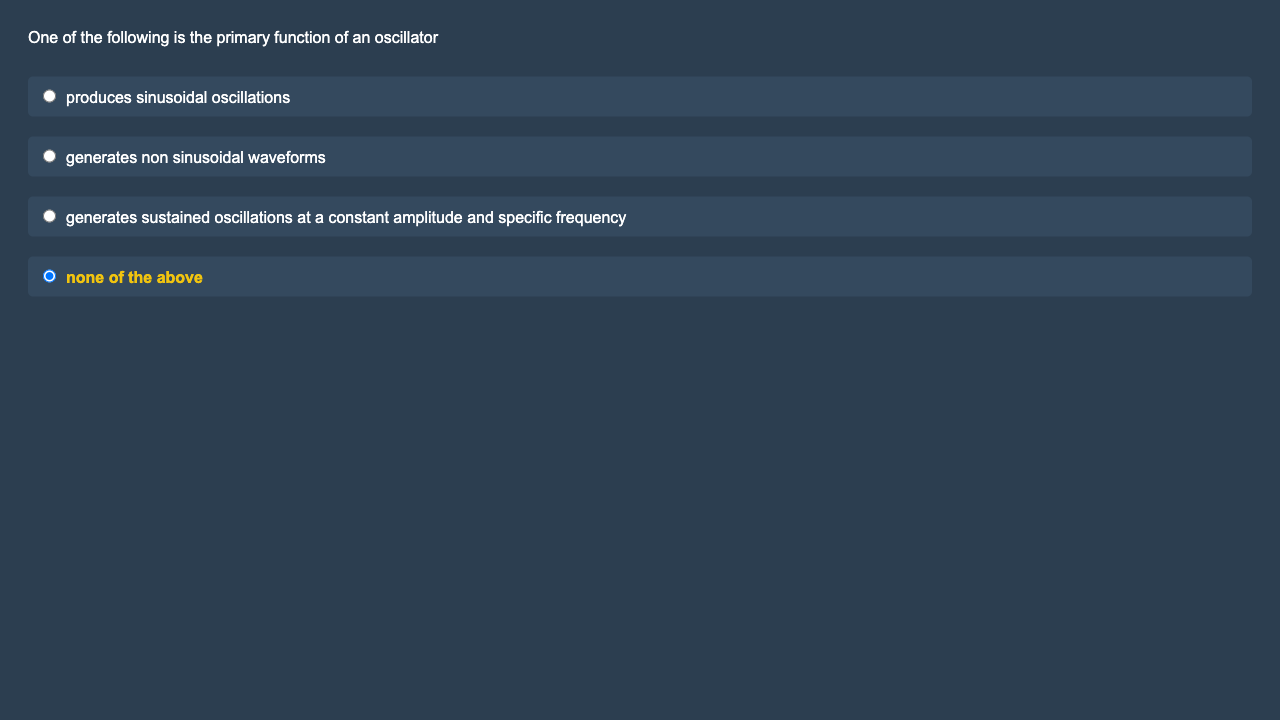 One of the following is the primary function of an oscillator
produces sinusoidal oscillations
generates non sinusoidal waveforms
generates sustained oscillations at a constant amplitude and specific frequency
none of the above